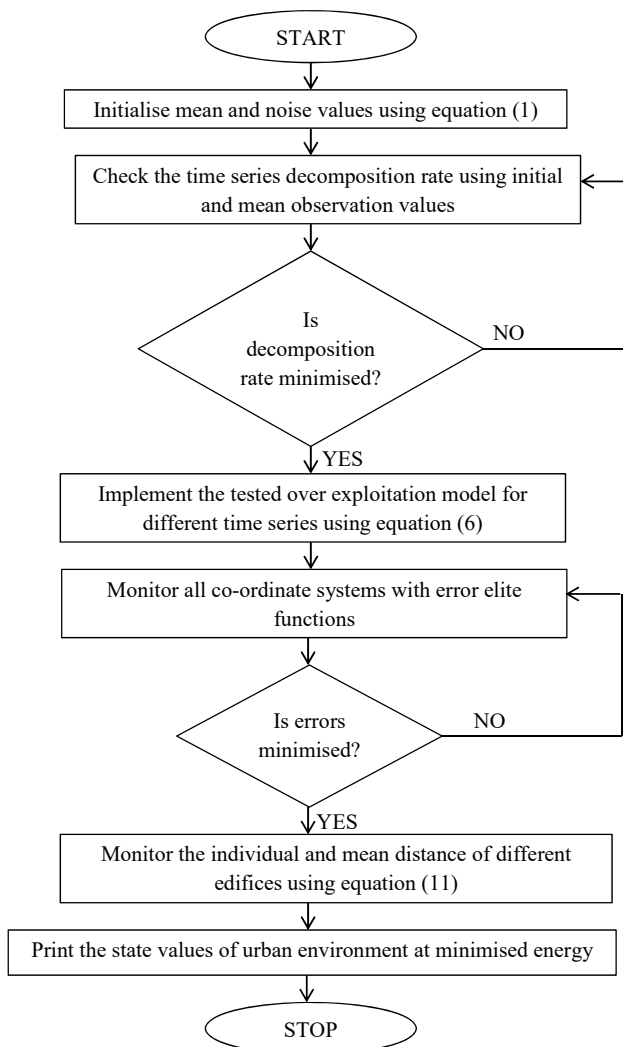 START
Initialise mean and noise values using equation (1)
Check the time series decomposition rate using initial
and mean observation values
Is
decomposition
rate minimised?
NO
YES
Implement the tested over exploitation model for
different time series using equation (6)
Monitor all co-ordinate systems with error elite
functions
Is errors
minimised?
NO
YES
Monitor the individual and mean distance of different
edifices using equation (11)
Print the state values of urban environment at minimised energy
STOP